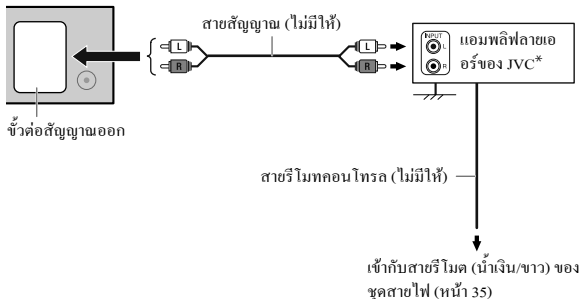 สายสัญญาณ (ไม่มีให้)
L
R
L
R
INPUT
L
R
แอมพลิฟลายเอ
อร์ของ JVC*
ขั้วต่อสัญญาณออก
สายรีโมทคอนโทรล (ไม่มีให้)
เข้ากับสายรีโมต (น้ำเงิน/ขาว) ของ
ชุดสายไฟ (หน้า 35)